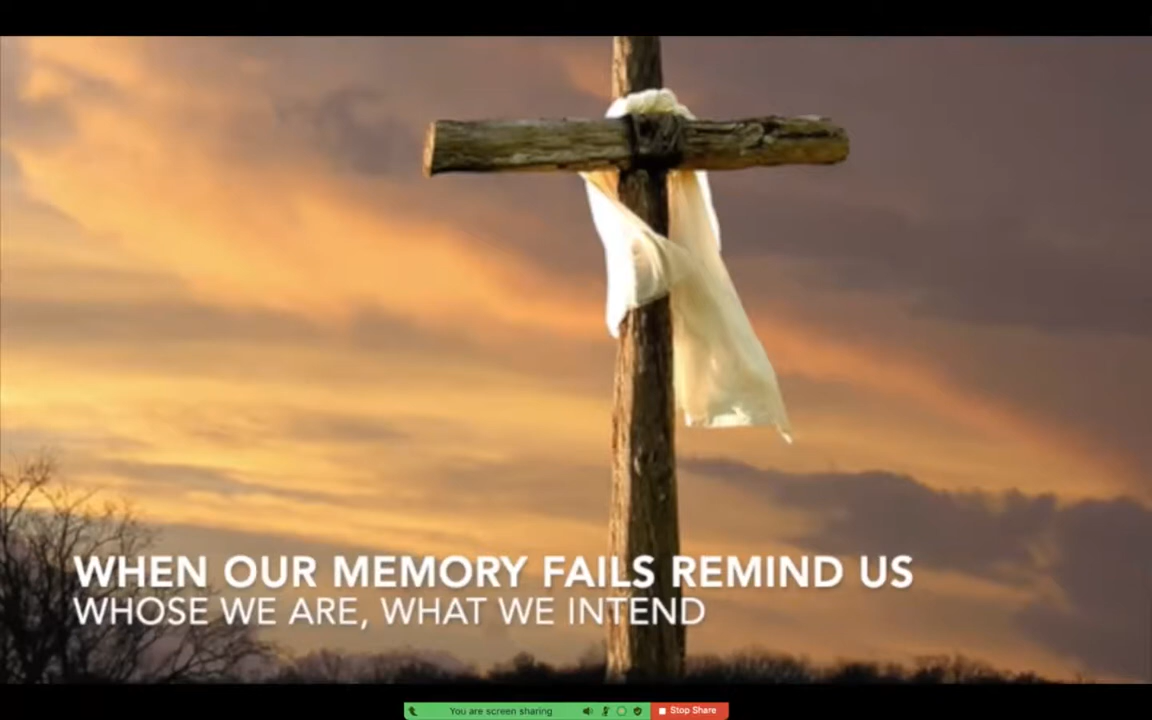 WHEN OUR MEMORY FAILS REMIND US
WHOSE WE ARE, WHAT WE INTEND
You are screen sharing
Stop Share